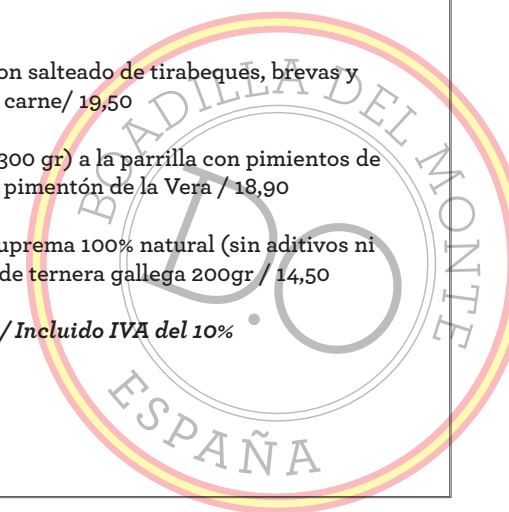 on salteado de tirabeques, brevas y
carne/ 19,50
300 gr) a la parrilla con pimientos de
pimentón de la Vera / 18,90
uprema 100% natural (sin aditivos ni
de ternera gallega 200gr / 14,50
/ Incluido IVA del 10%
BOADILLA DEL MONTE
D.O
ESPAÑA